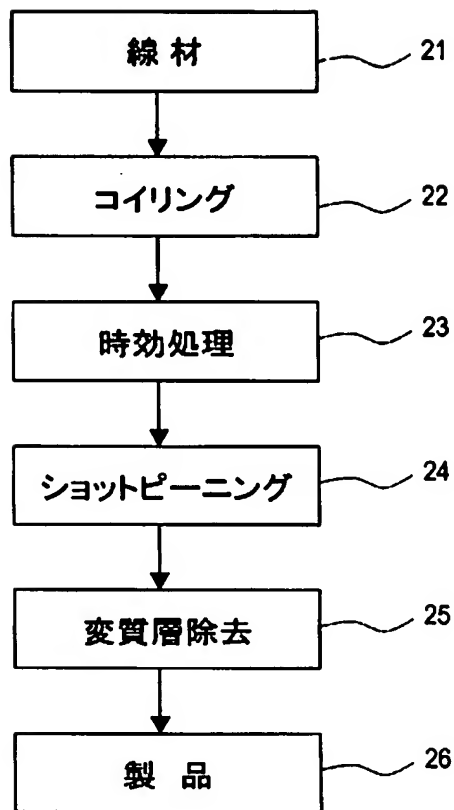 線材 21
コイリング 22
時効処理 23
ショットピーニング 24
変質層除去 25
製品 26